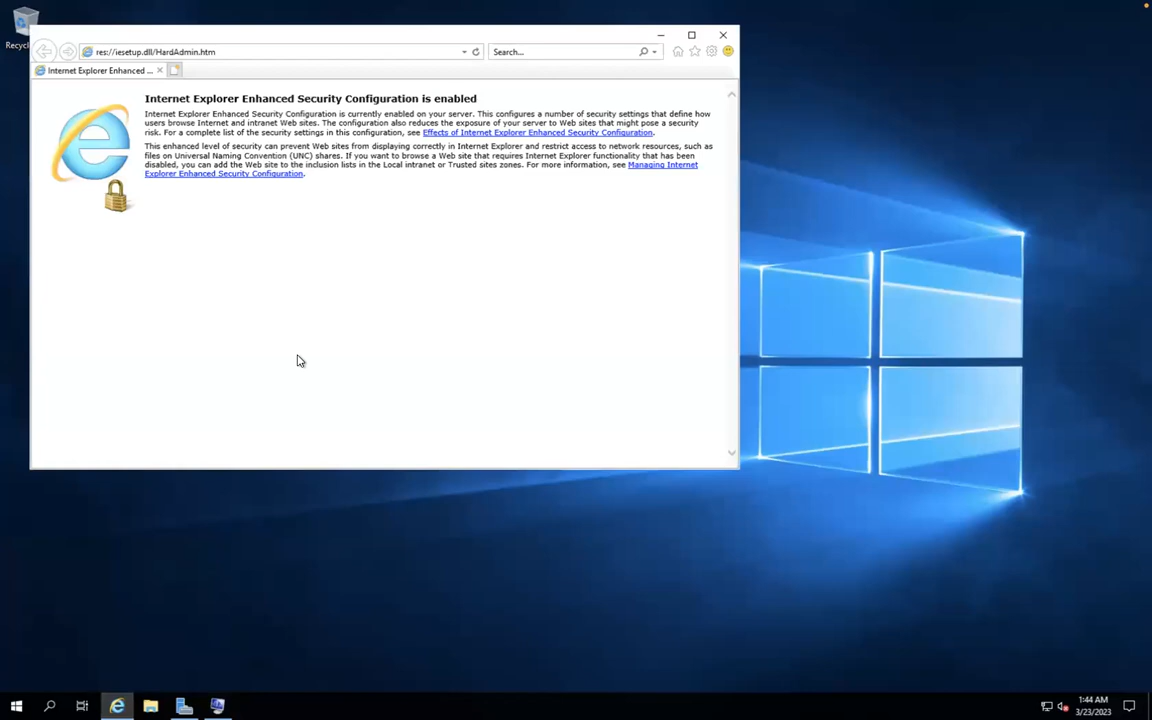 Recycl
res://iesetup.dll/HardAdmin.htm
Search...
Internet Explorer Enhanced ...
Internet Explorer Enhanced Security Configuration is enabled
Internet Explorer Enhanced Security Configuration is currently enabled on your server. This configures a number of security settings that define how
users browse Internet and intranet Web sites. The configuration also reduces the exposure of your server to Web sites that might pose a security
risk. For a complete list of the security settings in this configuration, see Effects of Internet Explorer Enhanced Security Configuration.
This enhanced level of security can prevent Web sites from displaying correctly in Internet Explorer and restrict access to network resources, such as
files on Universal Naming Convention (UNC) shares. If you want to browse a Web site that requires Internet Explorer functionality that has been
disabled, you can add the Web site to the inclusion lists in the Local intranet or Trusted sites zones. For more information, see Managing Internet
Explorer Enhanced Security Configuration.
1:44 AM
3/23/2023